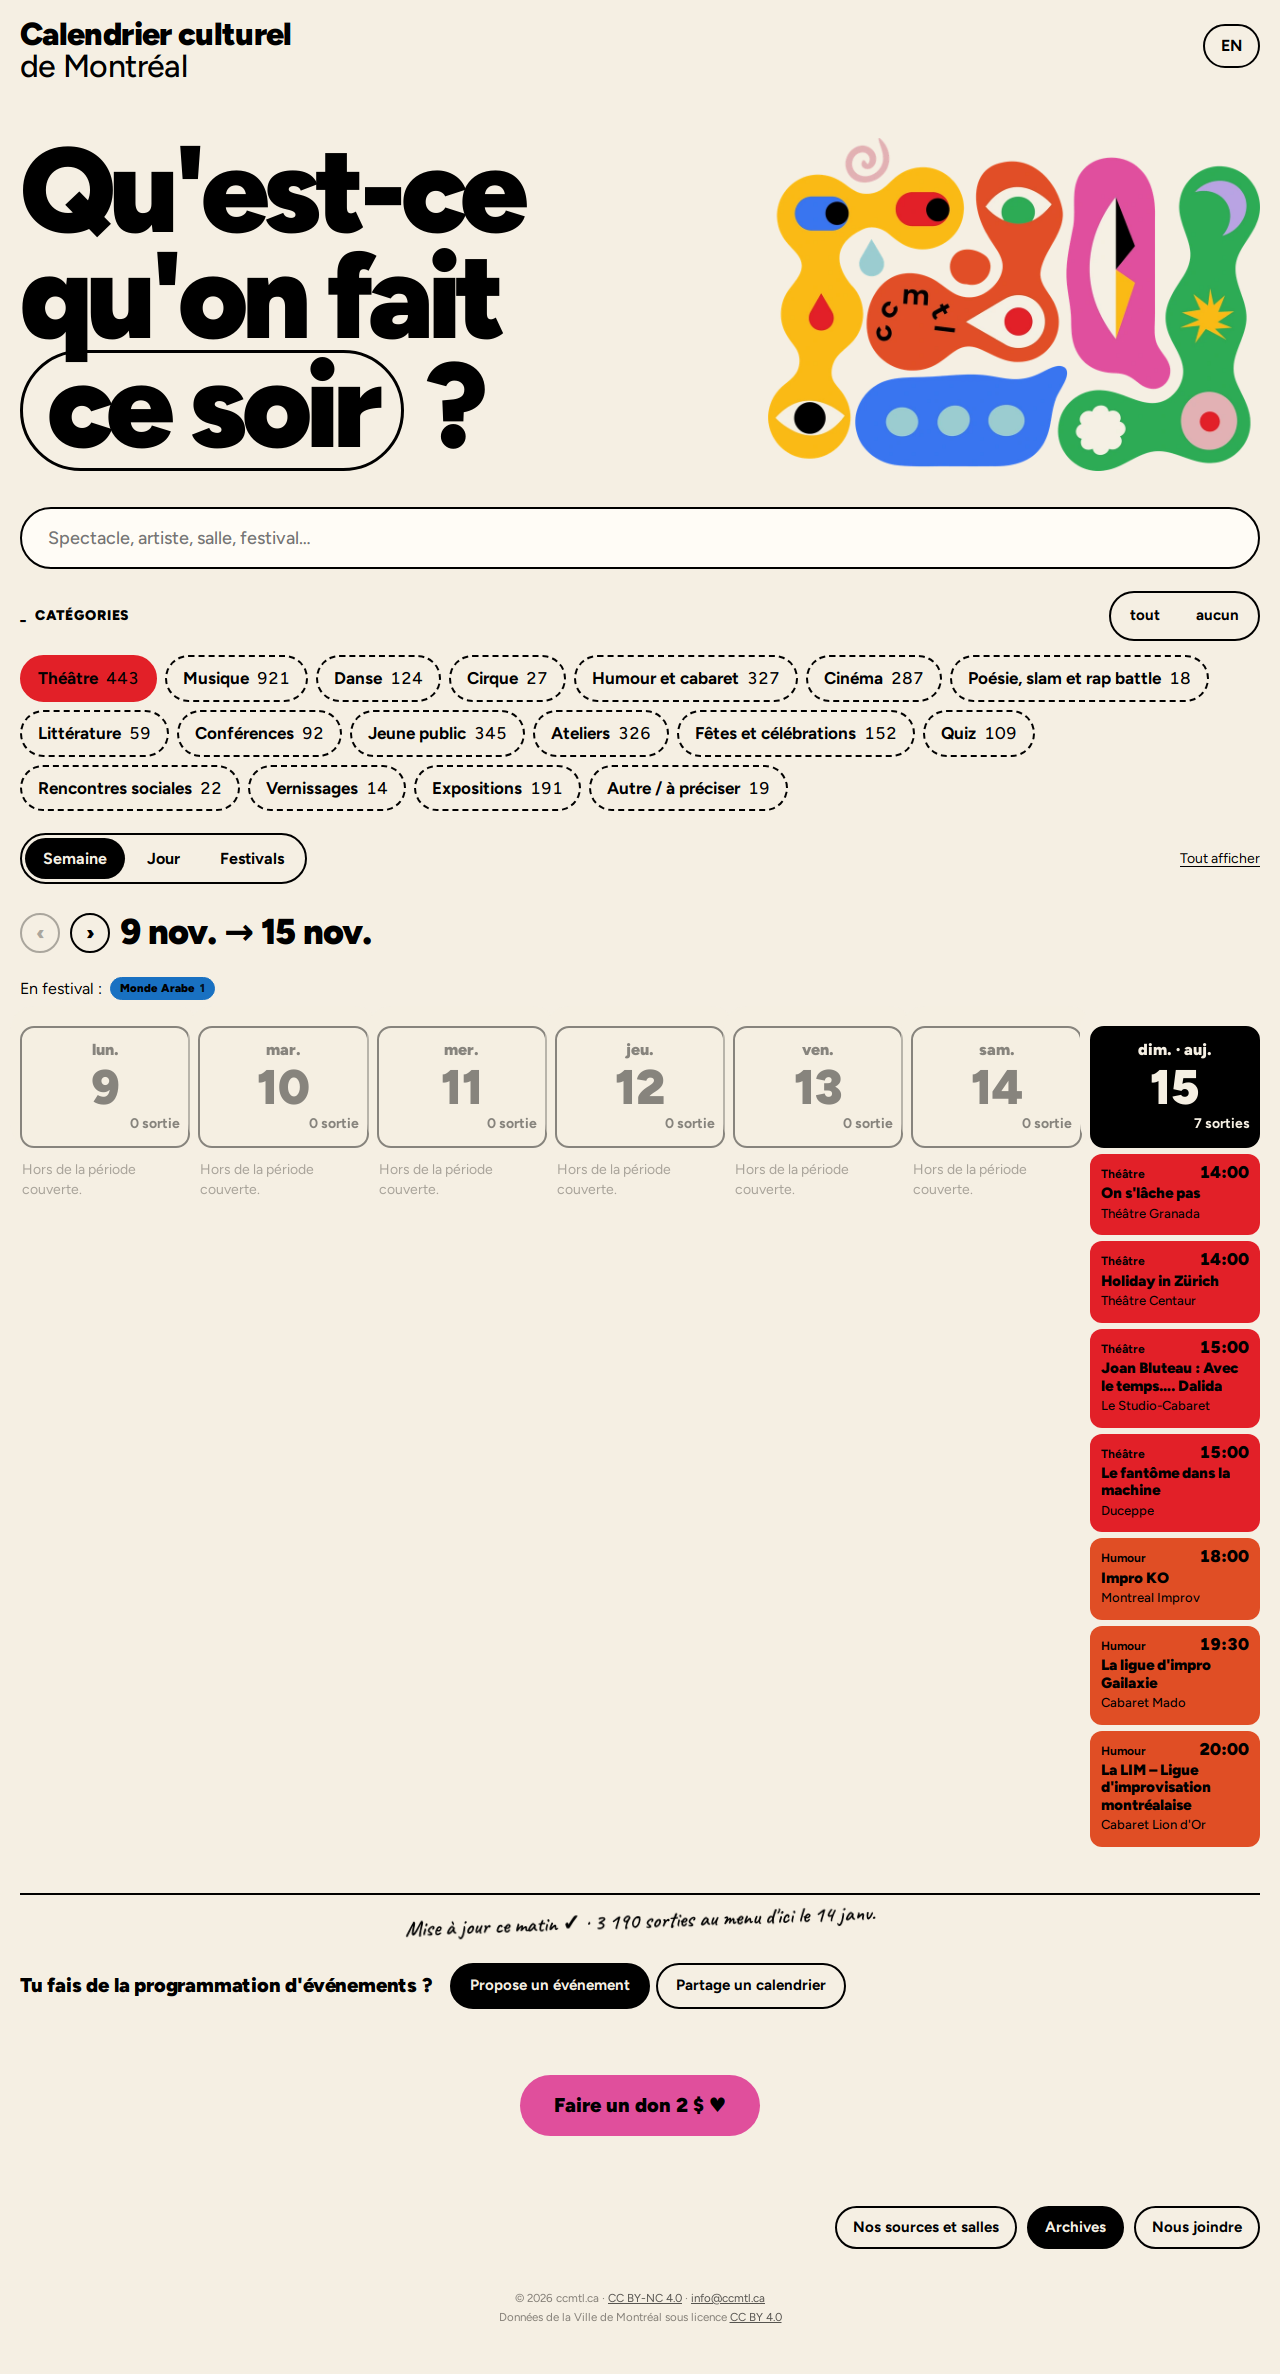 Calendrier culturel
de Montréal
EN
Qu'est-ce
qu'on fait
ce soir ?
ccmtl
Spectacle, artiste, salle, festival…
CATÉGORIES
tout aucun
Théâtre 443 Musique 921 Danse 124 Cirque 27 Humour et cabaret 327 Cinéma 287 Poésie, slam et rap battle 18
Littérature 59 Conférences 92 Jeune public 345 Ateliers 326 Fêtes et célébrations 152 Quiz 109
Rencontres sociales 22 Vernissages 14 Expositions 191 Autre / à préciser 19
Semaine Jour Festivals
Tout afficher
‹ › 9 nov. → 15 nov.
En festival : Monde Arabe 1
lun.
9
0 sortie
Hors de la période
couverte.
mar.
10
0 sortie
Hors de la période
couverte.
mer.
11
0 sortie
Hors de la période
couverte.
jeu.
12
0 sortie
Hors de la période
couverte.
ven.
13
0 sortie
Hors de la période
couverte.
sam.
14
0 sortie
Hors de la période
couverte.
dim. · auj.
15
7 sorties
Théâtre 14:00
On s'lâche pas
Théâtre Granada
Théâtre 14:00
Holiday in Zürich
Théâtre Centaur
Théâtre 15:00
Joan Bluteau : Avec
le temps.... Dalida
Le Studio-Cabaret
Théâtre 15:00
Le fantôme dans la
machine
Duceppe
Humour 18:00
Impro KO
Montreal Improv
Humour 19:30
La ligue d'impro
Gailaxie
Cabaret Mado
Humour 20:00
La LIM – Ligue
d'improvisation
montréalaise
Cabaret Lion d'Or
Mise à jour ce matin ✓ · 3 190 sorties au menu d'ici le 14 janv.
Tu fais de la programmation d'événements ? Propose un événement Partage un calendrier
Faire un don 2 $ ♥
Nos sources et salles Archives Nous joindre
© 2026 ccmtl.ca · CC BY-NC 4.0 · info@ccmtl.ca
Données de la Ville de Montréal sous licence CC BY 4.0